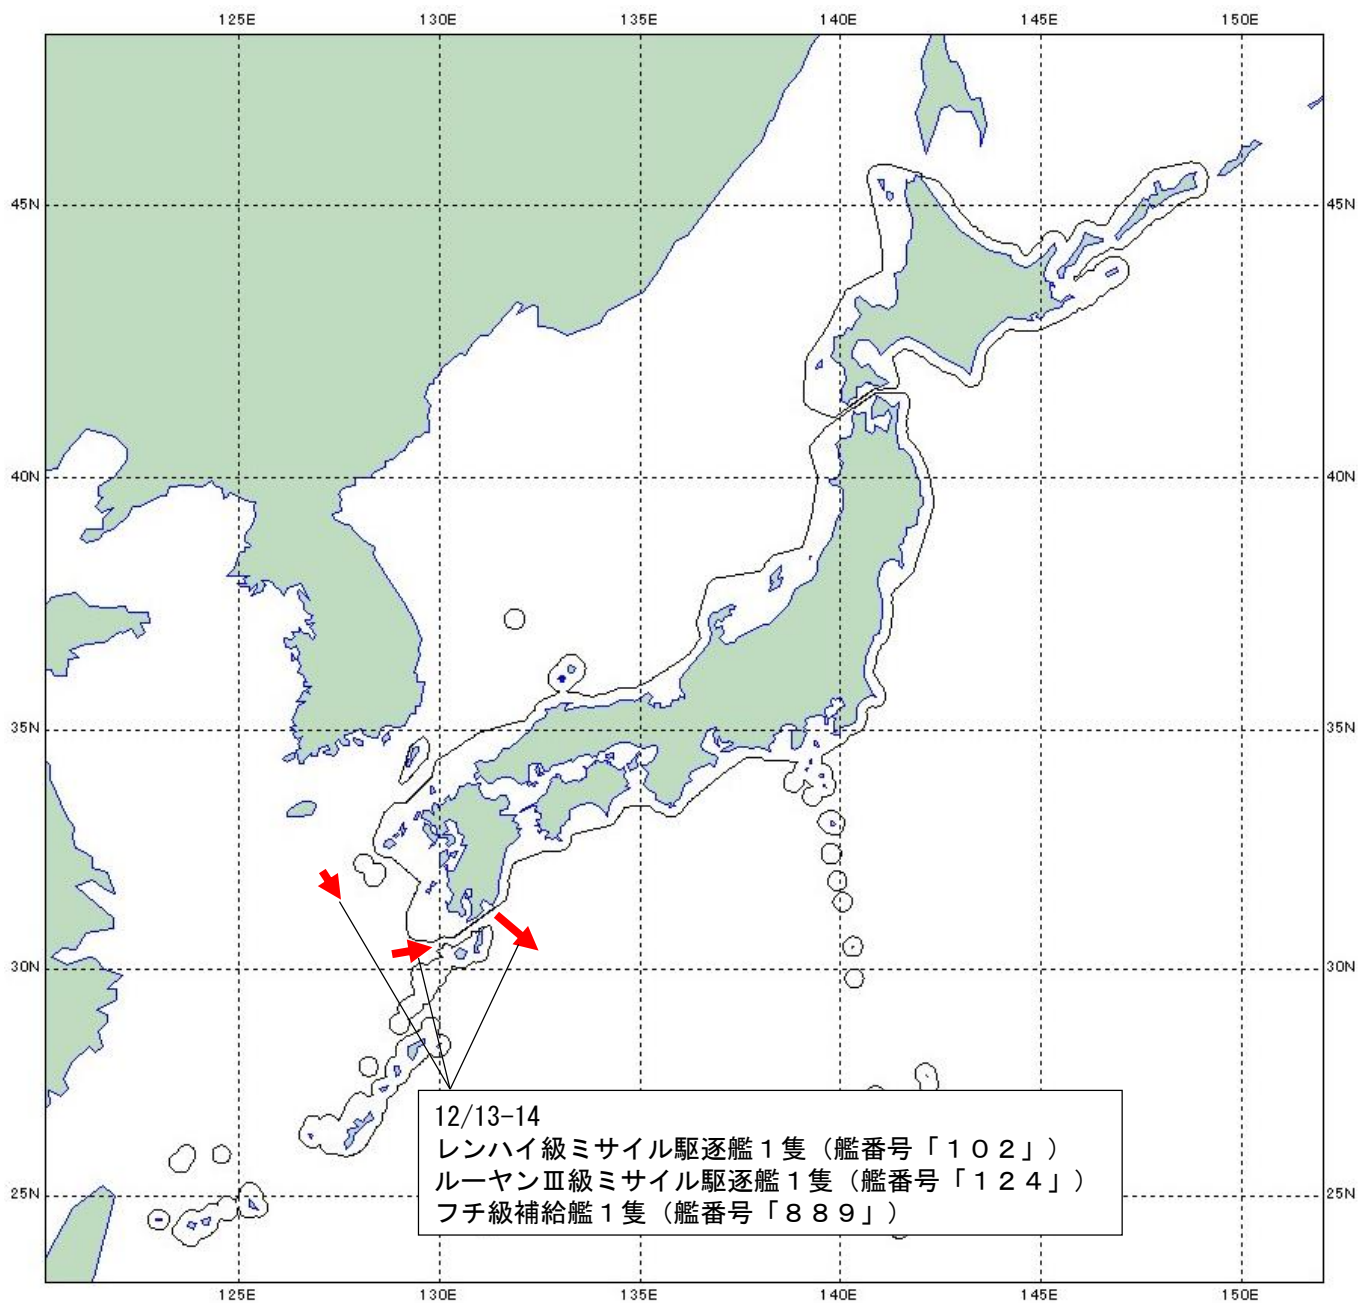 125E 130E 135E 140E 145E 150E
45N 45N
40N 40N
35N 35N
30N 30N
12/13-14
レンハイ級ミサイル駆逐艦１隻（艦番号「１０２」）
ルーヤンⅢ級ミサイル駆逐艦１隻（艦番号「１２４」）
フチ級補給艦１隻（艦番号「８８９」）
25N 25N
125E 130E 135E 140E 145E 150E